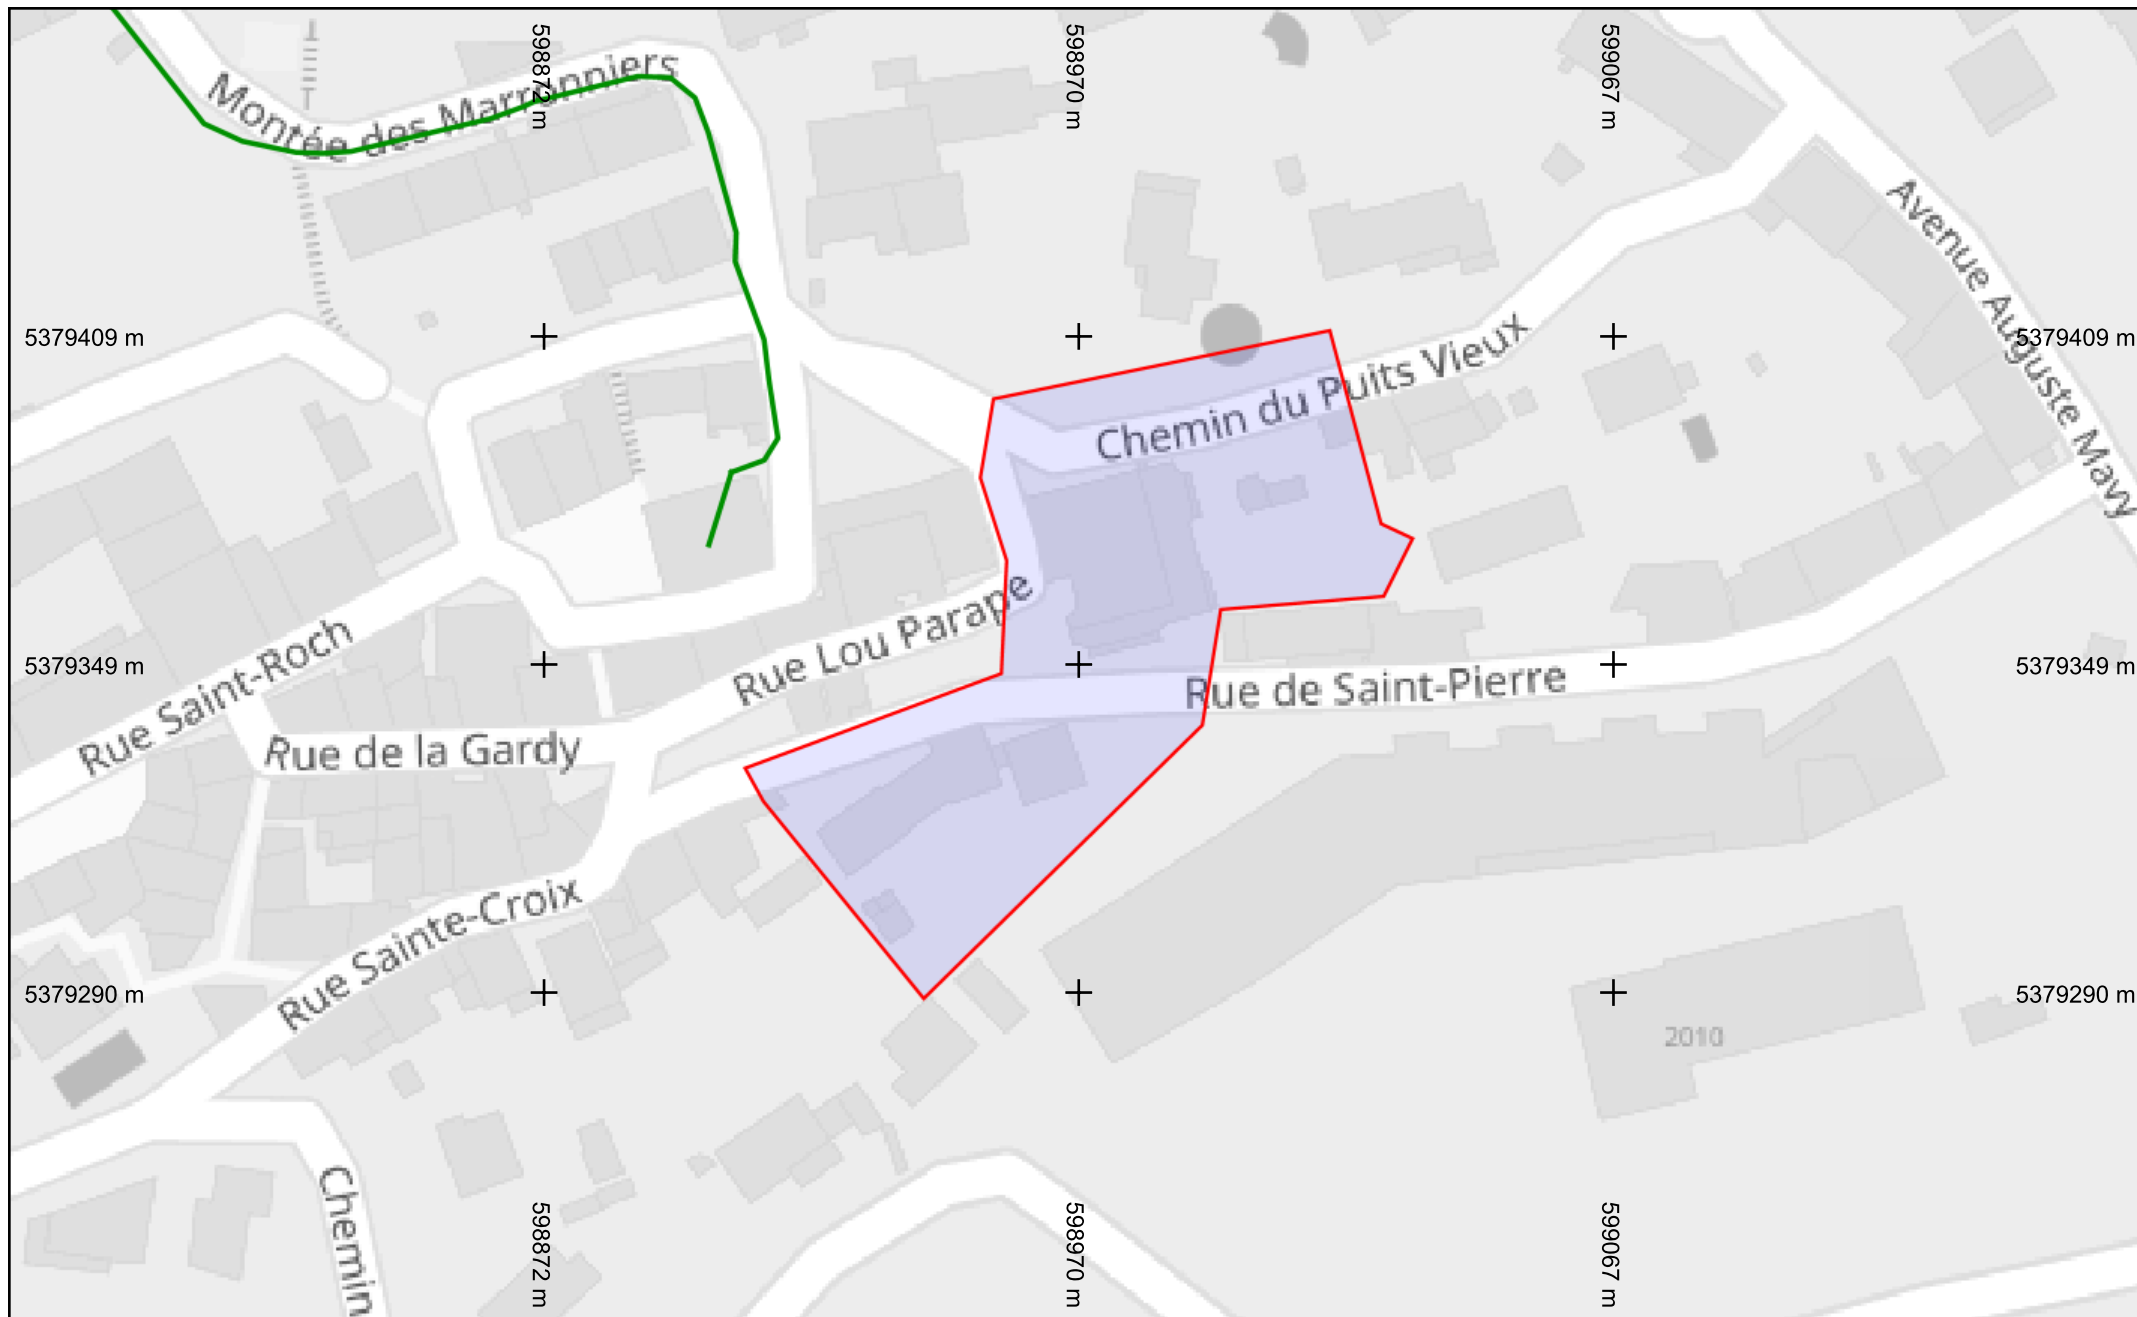 598872 m
598970 m
599067 m
Montée des Marronniers
Avenue Auguste Mavy
5379409 m
5379409 m
Chemin du Puits Vieux
Rue Lou Parape
5379349 m
5379349 m
Rue Saint-Roch
Rue de Saint-Pierre
Rue de la Gardy
Rue Sainte-Croix
5379290 m
5379290 m
2010
Chemin
598872 m
598970 m
599067 m